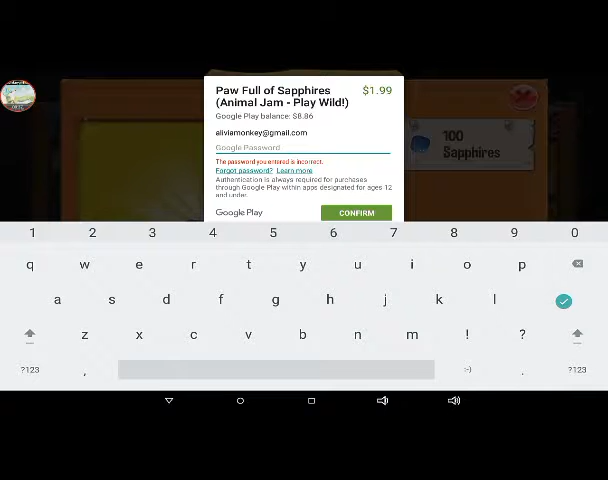 Paw Full of Sapphires $1.99
(Animal Jam - Play Wild!)
Google Play balance: $8.86
aliviamonkey@gmail.com
Google Password
The password you entered is incorrect.
Forgot password? Learn more
Authentication is always required for purchases
through Google Play within apps designated for ages 12
and under.
Google Play CONFIRM
100
Sapphires
1 2 3 4 5 6 7 8 9 0
q w e r t y u i o p
a s d f g h j k l
z x c v b n m ! ?
?123 , :-) . ?123